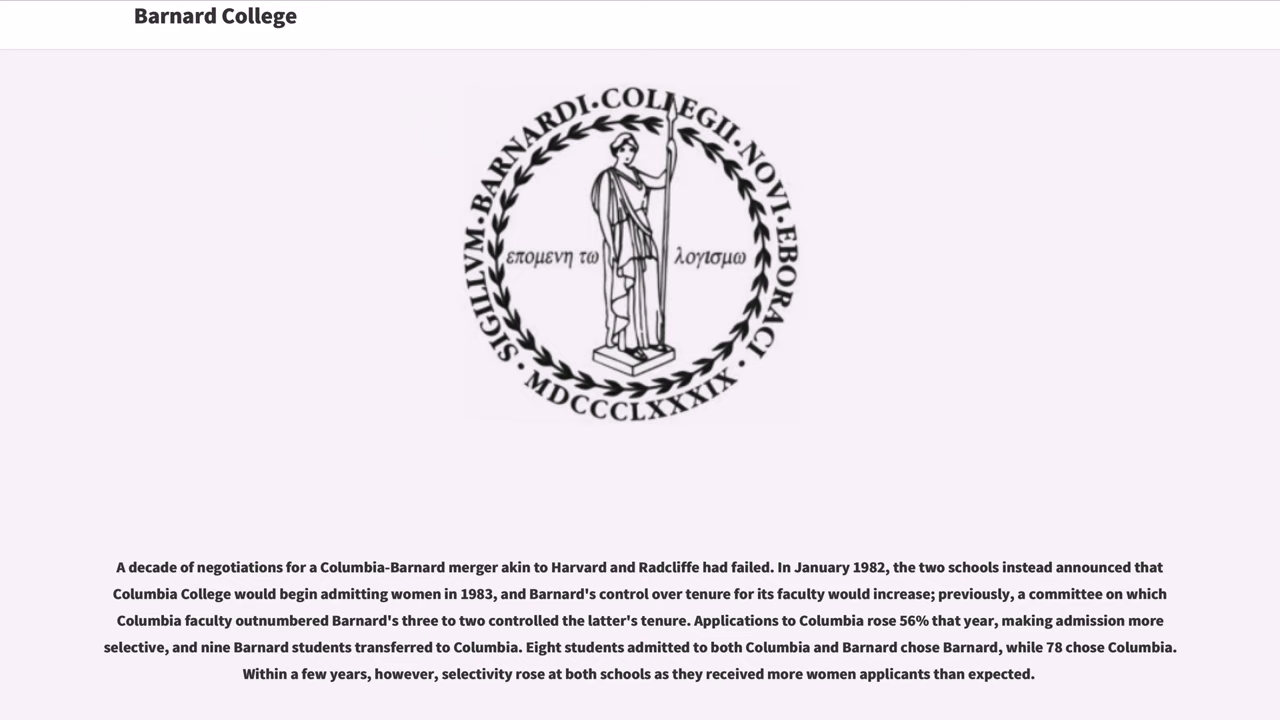 Barnard College
SIGILLVM·BARNARDI·COLLEGII·NOVI·EBORACI·MDCCCLXXXIX
επομενη τω λογισμω
A decade of negotiations for a Columbia-Barnard merger akin to Harvard and Radcliffe had failed. In January 1982, the two schools instead announced that
Columbia College would begin admitting women in 1983, and Barnard's control over tenure for its faculty would increase; previously, a committee on which
Columbia faculty outnumbered Barnard's three to two controlled the latter's tenure. Applications to Columbia rose 56% that year, making admission more
selective, and nine Barnard students transferred to Columbia. Eight students admitted to both Columbia and Barnard chose Barnard, while 78 chose Columbia.
Within a few years, however, selectivity rose at both schools as they received more women applicants than expected.